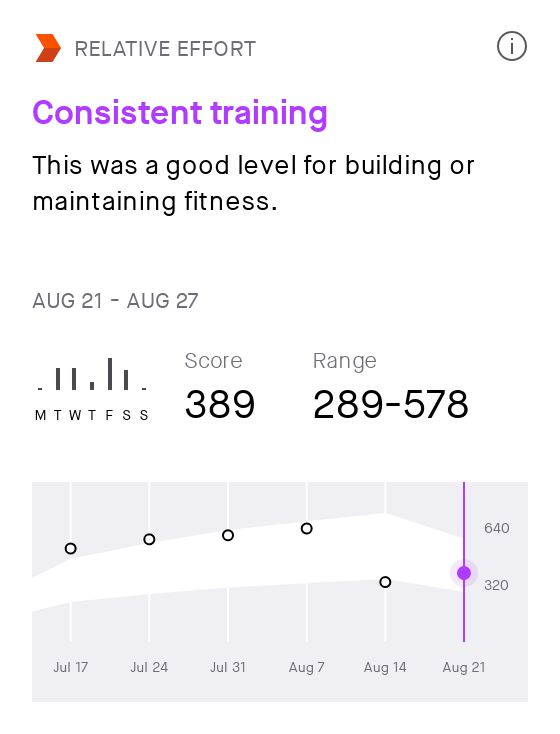 RELATIVE EFFORT
Consistent training
This was a good level for building or
maintaining fitness.
AUG 21 - AUG 27
Score Range
389 289-578
M T W T F S S
640
320
Jul 17 Jul 24 Jul 31 Aug 7 Aug 14 Aug 21